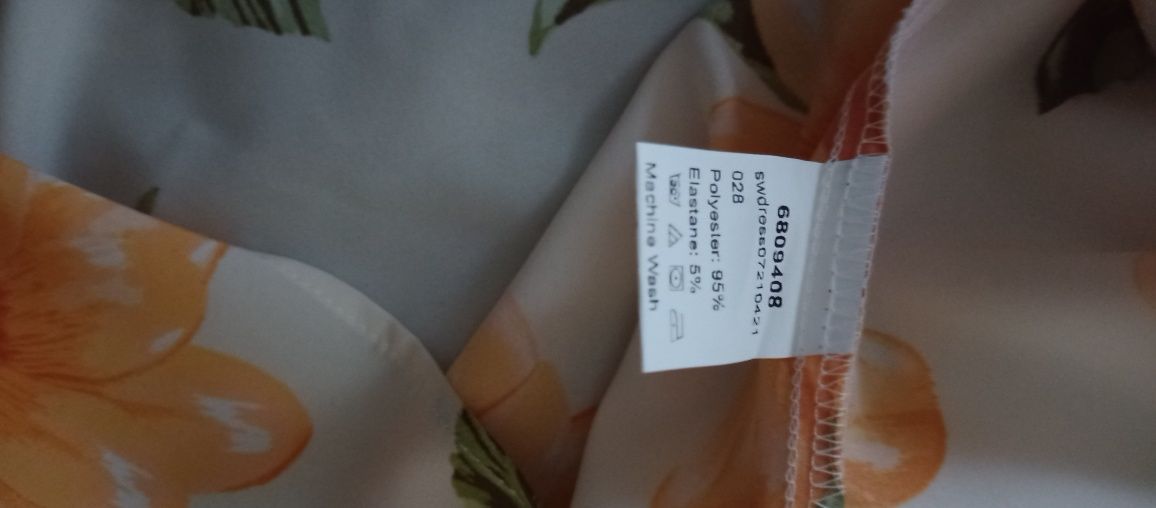 6809408
swdress07210421
028
Polyester: 95%
Elastane: 5%
Machine Wash